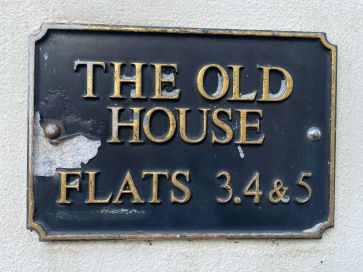 THE OLD
HOUSE
FLATS 3.4 & 5